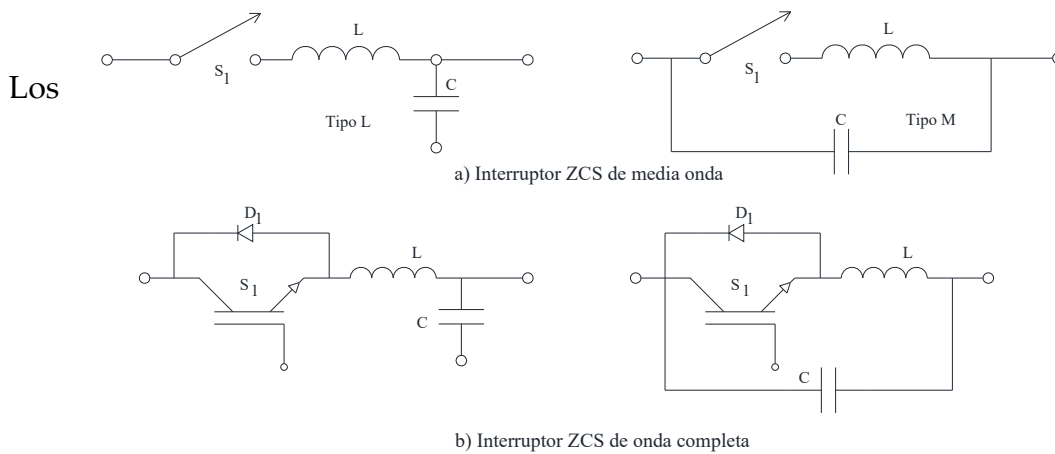 L
L
S1
S1
Los
C
C
Tipo L
Tipo M
a) Interruptor ZCS de media onda
D1
D1
L
L
S1
S1
C
C
b) Interruptor ZCS de onda completa